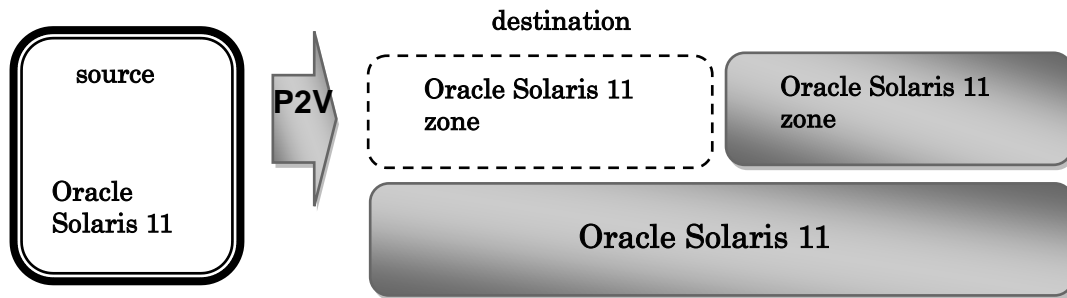 destination
source
P2V
Oracle Solaris 11
zone
Oracle Solaris 11
zone
Oracle
Solaris 11
Oracle Solaris 11